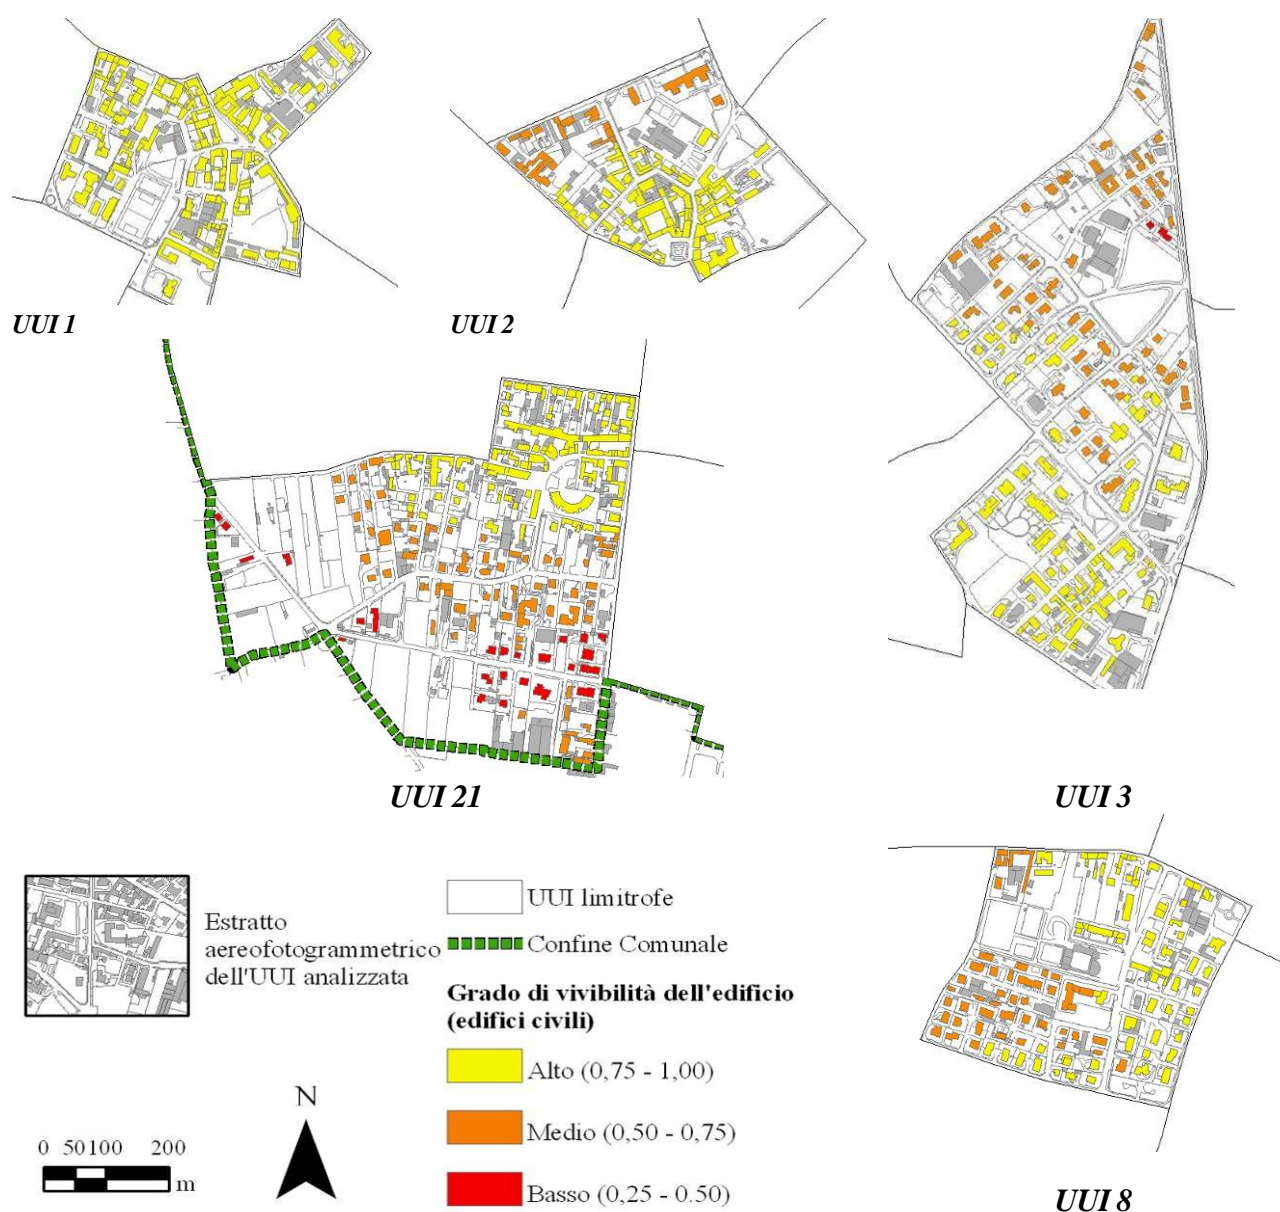 UUI 1
UUI 2
UUI 21
UUI 3
Estratto
aereofotogrammetrico
dell'UUI analizzata
UUI limitrofe
Confine Comunale
Grado di vivibilità dell'edificio
(edifici civili)
Alto (0,75 - 1,00)
Medio (0,50 - 0,75)
Basso (0,25 - 0.50)
N
0 50 100 200
m
UUI 8